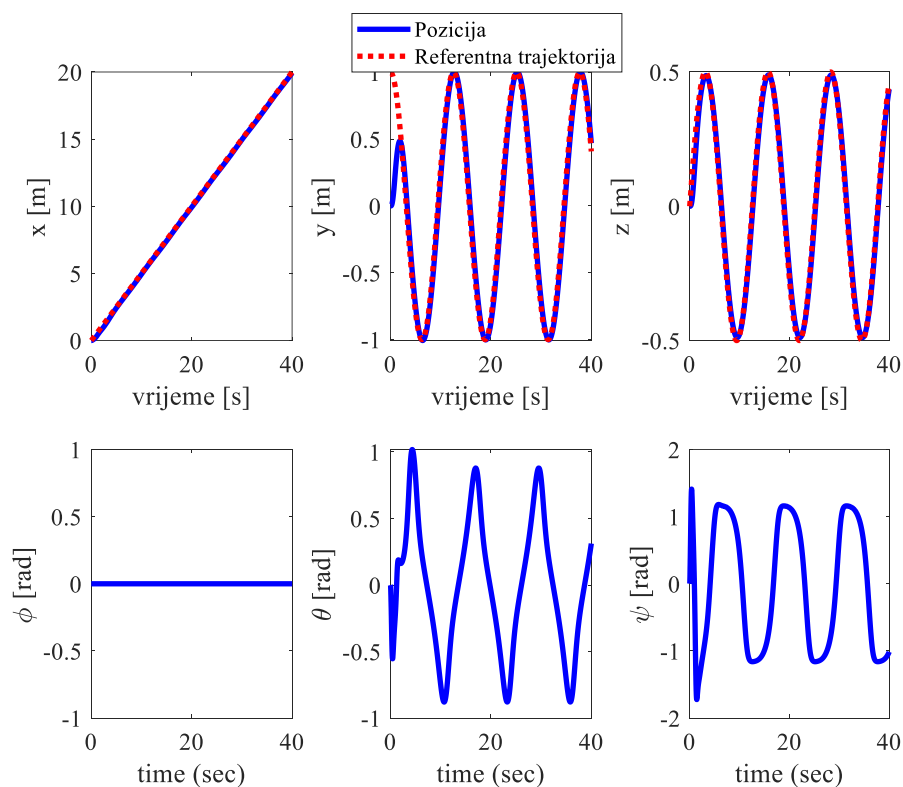 Pozicija
Referentna trajektorija
20
15
10
5
0
x [m]
0 20 40
vrijeme [s]
1
0.5
0
-0.5
-1
y [m]
0 20 40
vrijeme [s]
0.5
0
-0.5
z [m]
0 20 40
vrijeme [s]
1
0.5
0
-0.5
-1
ϕ [rad]
0 20 40
time (sec)
1
0.5
0
-0.5
-1
θ [rad]
0 20 40
time (sec)
2
1
0
-1
-2
ψ [rad]
0 20 40
time (sec)